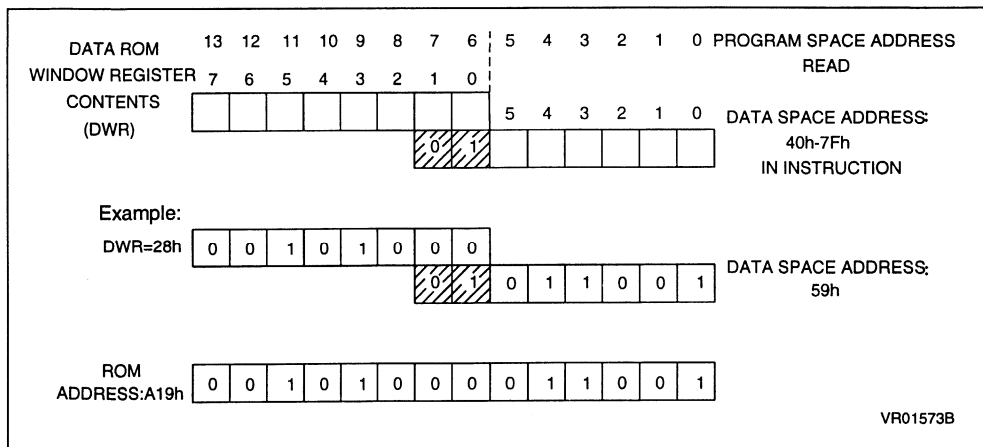 13 12 11 10 9 8 7 6 5 4 3 2 1 0 PROGRAM SPACE ADDRESS
READ
DATA ROM
WINDOW REGISTER
CONTENTS
(DWR)
7 6 5 4 3 2 1 0
5 4 3 2 1 0
0 1
DATA SPACE ADDRESS:
40h-7Fh
IN INSTRUCTION
Example:
DWR=28h
0 0 1 0 1 0 0 0
0 1 0 1 1 0 0 1
DATA SPACE ADDRESS:
59h
ROM
ADDRESS:A19h
0 0 1 0 1 0 0 0 0 1 1 0 0 1
VR01573B